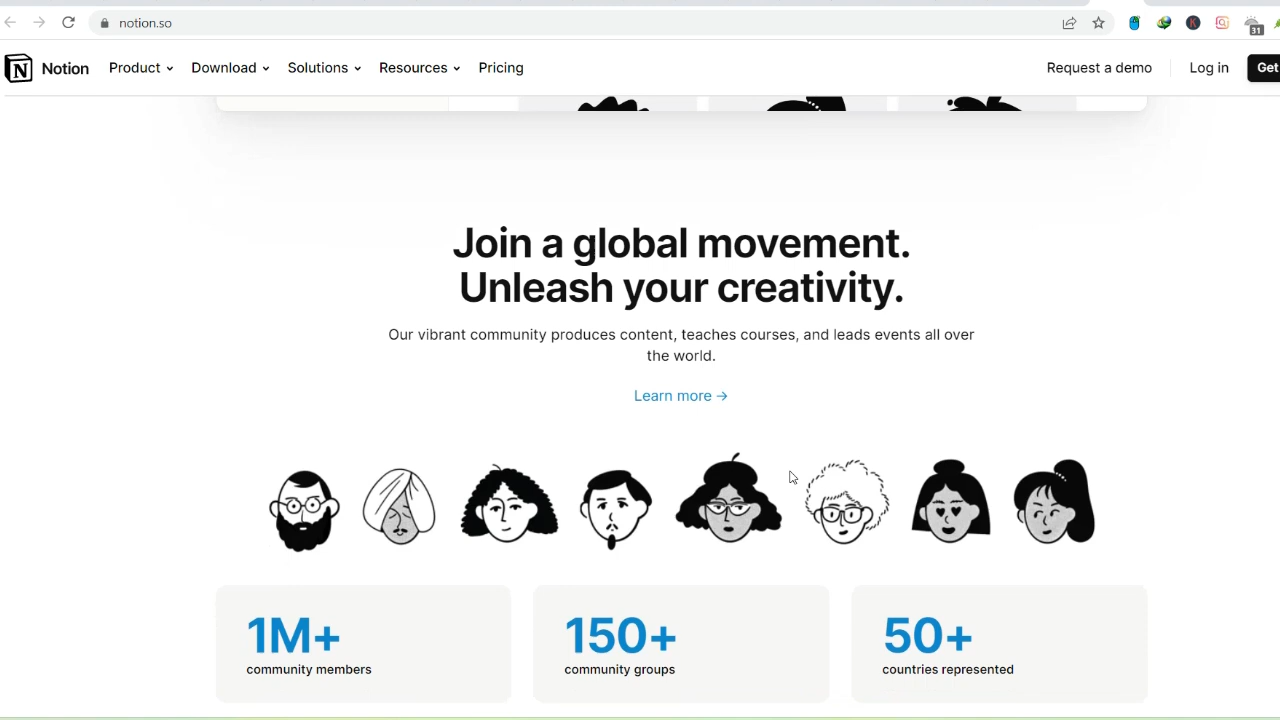 notion.so
31
Notion Product Download Solutions Resources Pricing Request a demo Log in Get
Join a global movement.
Unleash your creativity.
Our vibrant community produces content, teaches courses, and leads events all over
the world.
Learn more →
1M+ 150+ 50+
community members community groups countries represented